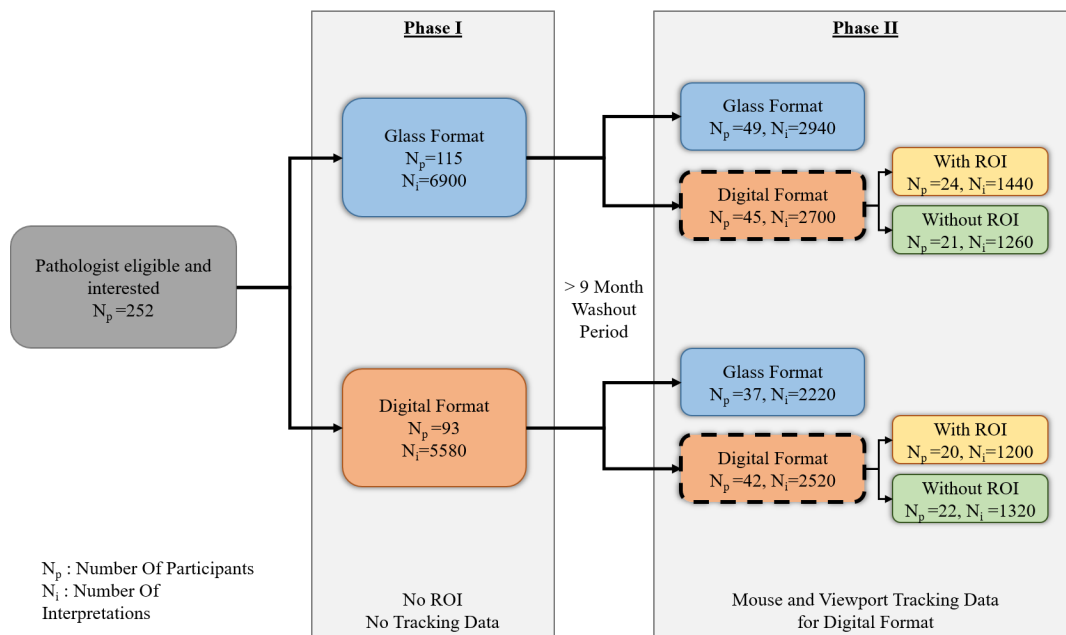 Phase I
Glass Format
Nₚ=115
Nᵢ=6900
Pathologist eligible and
interested
Nₚ =252
Digital Format
Nₚ=93
Nᵢ=5580
No ROI
No Tracking Data
> 9 Month
Washout
Period
Phase II
Glass Format
Nₚ=49, Nᵢ=2940
Digital Format
Nₚ=45, Nᵢ=2700
With ROI
Nₚ=24, Nᵢ=1440
Without ROI
Nₚ=21, Nᵢ=1260
Glass Format
Nₚ=37, Nᵢ=2220
Digital Format
Nₚ=42, Nᵢ=2520
With ROI
Nₚ=20, Nᵢ=1200
Without ROI
Nₚ=22, Nᵢ =1320
Mouse and Viewport Tracking Data
for Digital Format
Nₚ : Number Of Participants
Nᵢ : Number Of
Interpretations